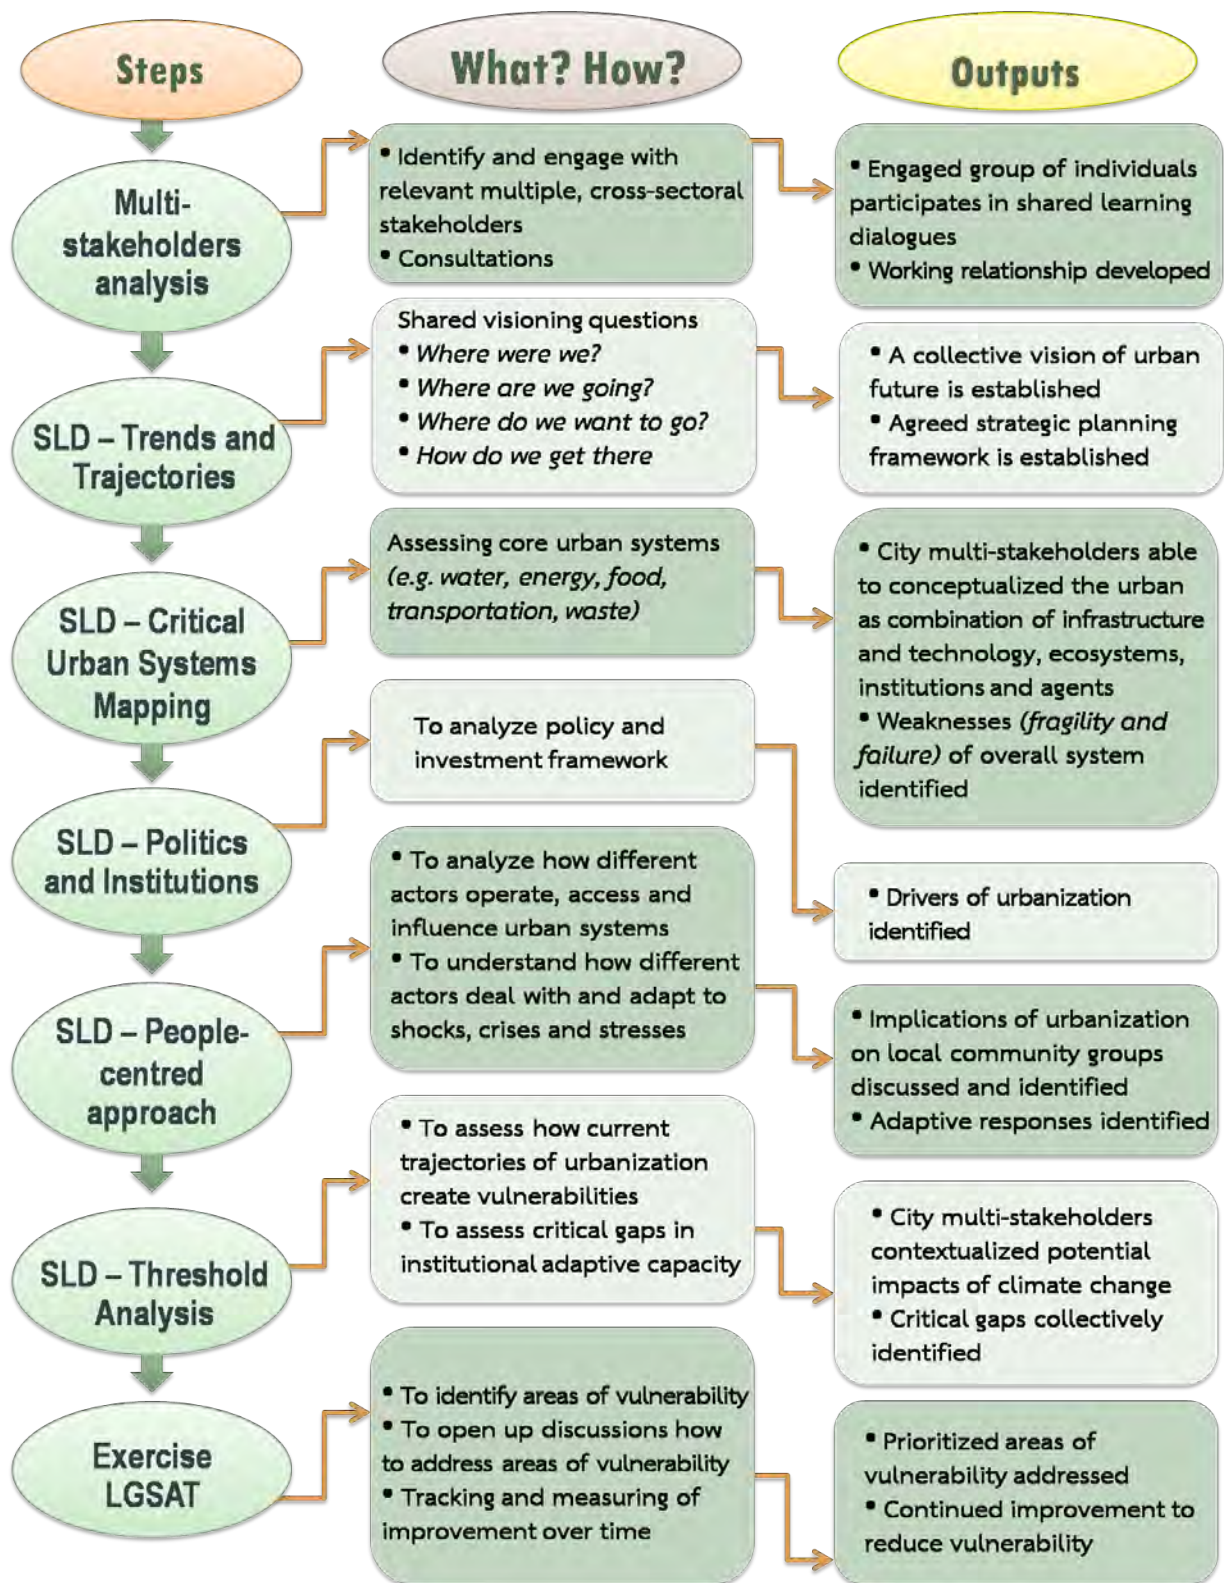 Steps
What? How?
Outputs
Multi-
stakeholders
analysis
▪ Identify and engage with
relevant multiple, cross-sectoral
stakeholders
▪ Consultations
▪ Engaged group of individuals
participates in shared learning
dialogues
▪ Working relationship developed
SLD – Trends and
Trajectories
Shared visioning questions
▪ Where were we?
▪ Where are we going?
▪ Where do we want to go?
▪ How do we get there
▪ A collective vision of urban
future is established
▪ Agreed strategic planning
framework is established
SLD – Critical
Urban Systems
Mapping
Assessing core urban systems
(e.g. water, energy, food,
transportation, waste)
▪ City multi-stakeholders able
to conceptualized the urban
as combination of infrastructure
and technology, ecosystems,
institutions and agents
▪ Weaknesses (fragility and
failure) of overall system
identified
SLD – Politics
and Institutions
To analyze policy and
investment framework
▪ Drivers of urbanization
identified
SLD – People-
centred
approach
▪ To analyze how different
actors operate, access and
influence urban systems
▪ To understand how different
actors deal with and adapt to
shocks, crises and stresses
▪ Implications of urbanization
on local community groups
discussed and identified
▪ Adaptive responses identified
SLD – Threshold
Analysis
▪ To assess how current
trajectories of urbanization
create vulnerabilities
▪ To assess critical gaps in
institutional adaptive capacity
▪ City multi-stakeholders
contextualized potential
impacts of climate change
▪ Critical gaps collectively
identified
Exercise
LGSAT
▪ To identify areas of vulnerability
▪ To open up discussions how
to address areas of vulnerability
▪ Tracking and measuring of
improvement over time
▪ Prioritized areas of
vulnerability addressed
▪ Continued improvement to
reduce vulnerability